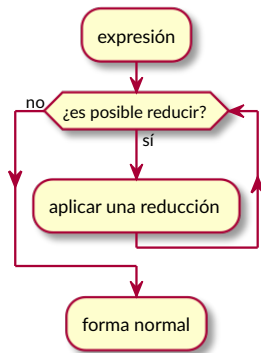 expresión
no
¿es posible reducir?
sí
aplicar una reducción
forma normal